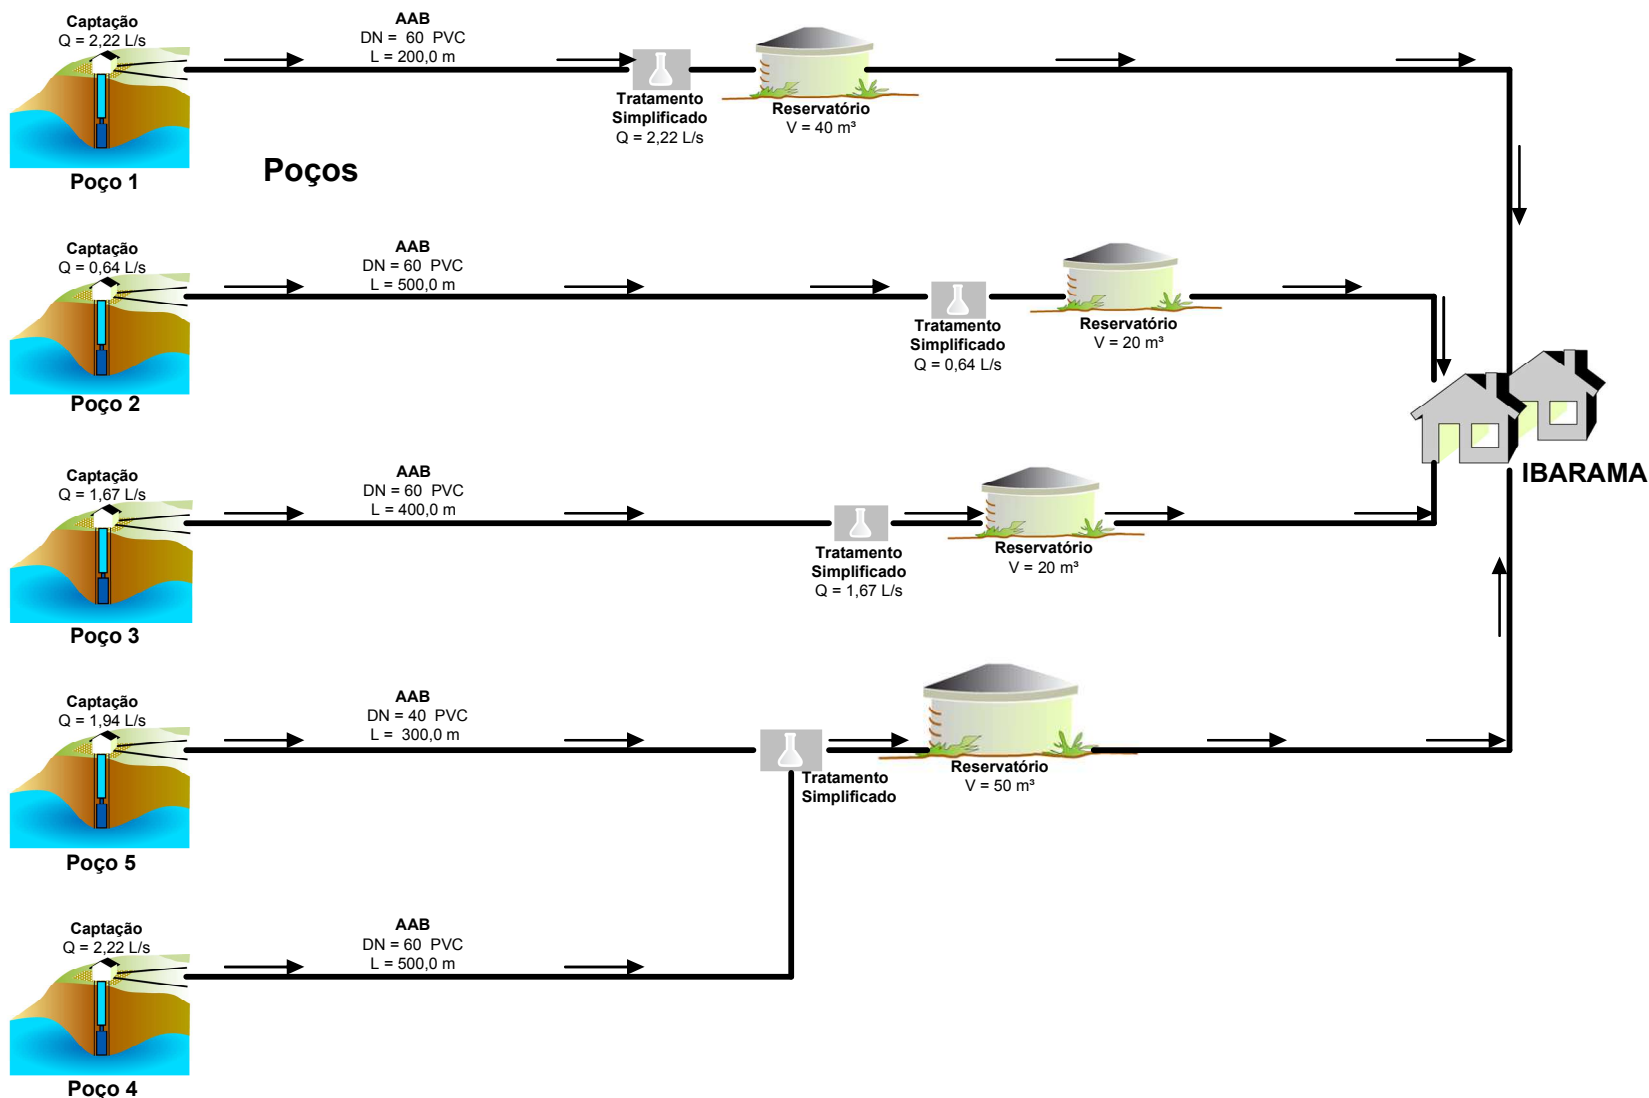 Captação
Q = 2,22 L/s
AAB
DN = 60 PVC
L = 200,0 m
Tratamento
Simplificado
Q = 2,22 L/s
Reservatório
V = 40 m³
Poço 1
Poços
Captação
Q = 0,64 L/s
AAB
DN = 60 PVC
L = 500,0 m
Tratamento
Simplificado
Q = 0,64 L/s
Reservatório
V = 20 m³
Poço 2
IBARAMA
Captação
Q = 1,67 L/s
AAB
DN = 60 PVC
L = 400,0 m
Tratamento
Simplificado
Q = 1,67 L/s
Reservatório
V = 20 m³
Poço 3
Captação
Q = 1,94 L/s
AAB
DN = 40 PVC
L = 300,0 m
Tratamento
Simplificado
Reservatório
V = 50 m³
Poço 5
Captação
Q = 2,22 L/s
AAB
DN = 60 PVC
L = 500,0 m
Poço 4